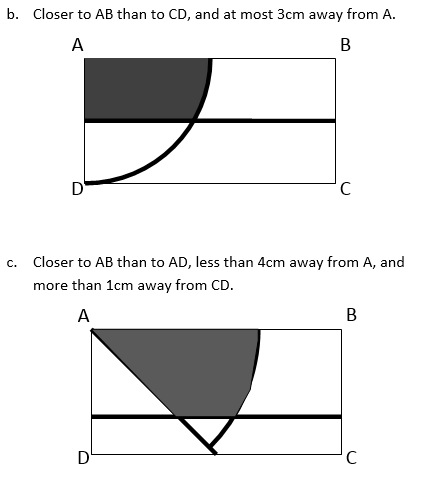 b. Closer to AB than to CD, and at most 3cm away from A.
A B
D C
c. Closer to AB than to AD, less than 4cm away from A, and
more than 1cm away from CD.
A B
D C